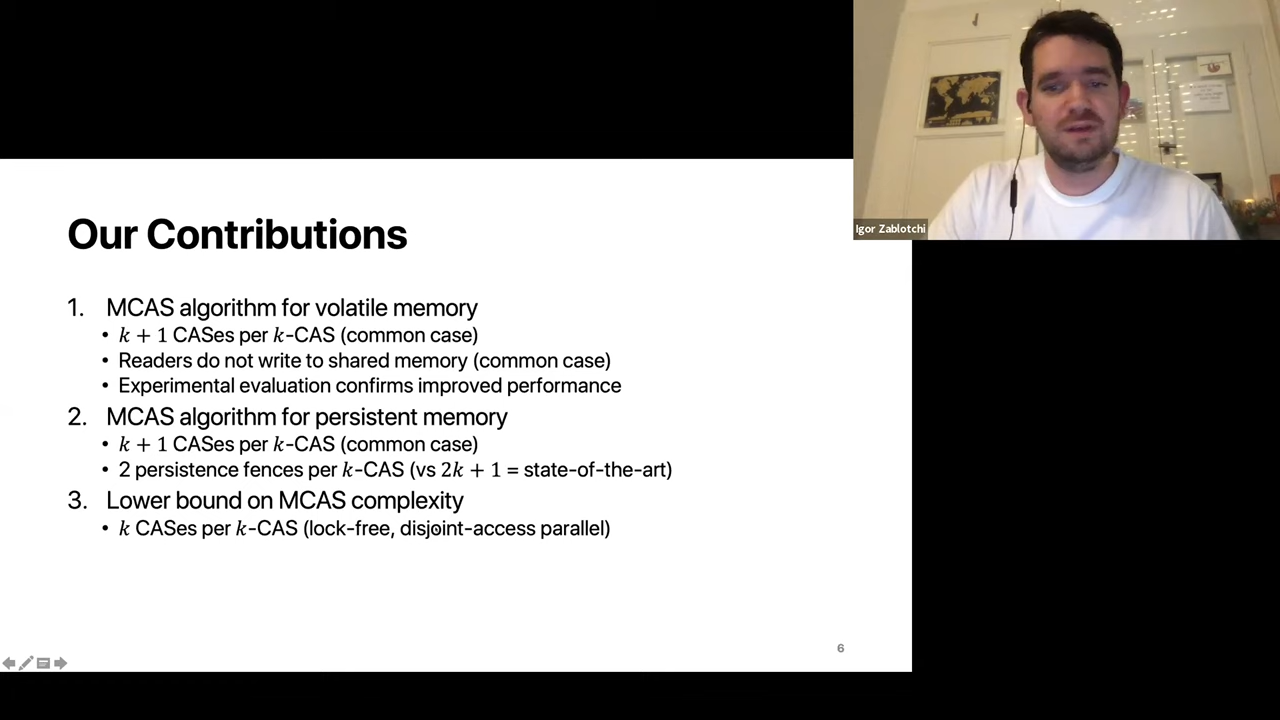 Igor Zablotchi
Our Contributions
1. MCAS algorithm for volatile memory
• k + 1 CASes per k-CAS (common case)
• Readers do not write to shared memory (common case)
• Experimental evaluation confirms improved performance
2. MCAS algorithm for persistent memory
• k + 1 CASes per k-CAS (common case)
• 2 persistence fences per k-CAS (vs 2k + 1 = state-of-the-art)
3. Lower bound on MCAS complexity
• k CASes per k-CAS (lock-free, disjoint-access parallel)
6